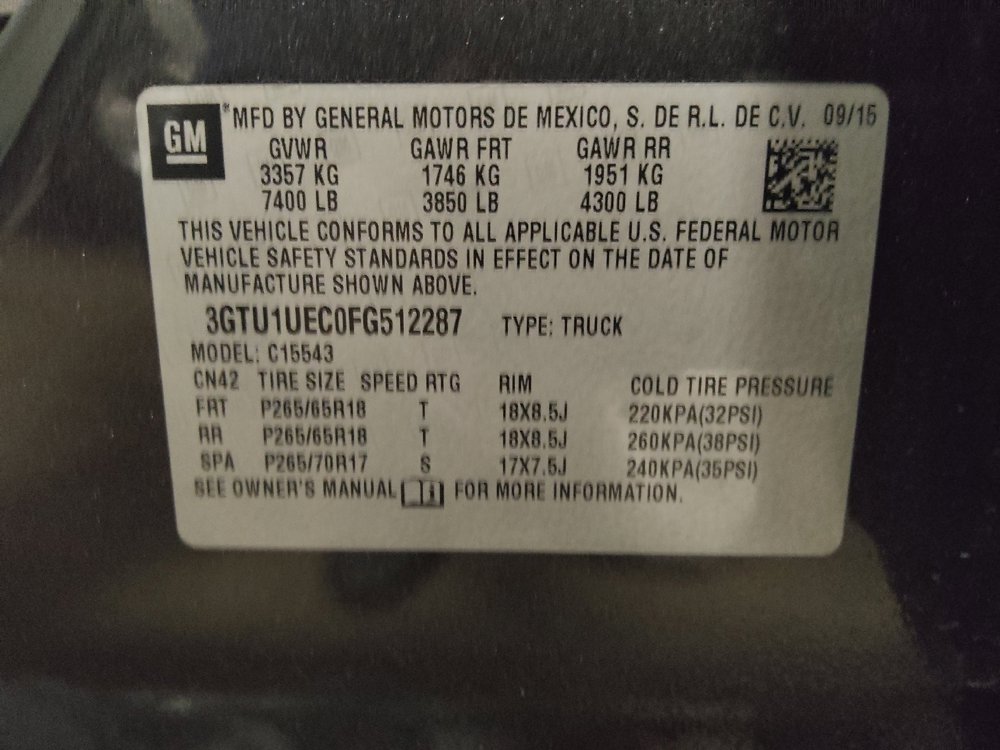 GM
MFD BY GENERAL MOTORS DE MEXICO, S. DE R.L. DE C.V. 09/15
GVWR GAWR FRT GAWR RR
3357 KG 1746 KG 1951 KG
7400 LB 3850 LB 4300 LB
THIS VEHICLE CONFORMS TO ALL APPLICABLE U.S. FEDERAL MOTOR
VEHICLE SAFETY STANDARDS IN EFFECT ON THE DATE OF
MANUFACTURE SHOWN ABOVE.
3GTU1UEC0FG512287 TYPE: TRUCK
MODEL: C15543
CN42 TIRE SIZE SPEED RTG RIM COLD TIRE PRESSURE
FRT P265/65R18 T 18X8.5J 220KPA(32PSI)
RR P265/65R18 T 18X8.5J 260KPA(38PSI)
SPA P265/70R17 S 17X7.5J 240KPA(35PSI)
SEE OWNER'S MANUAL FOR MORE INFORMATION.